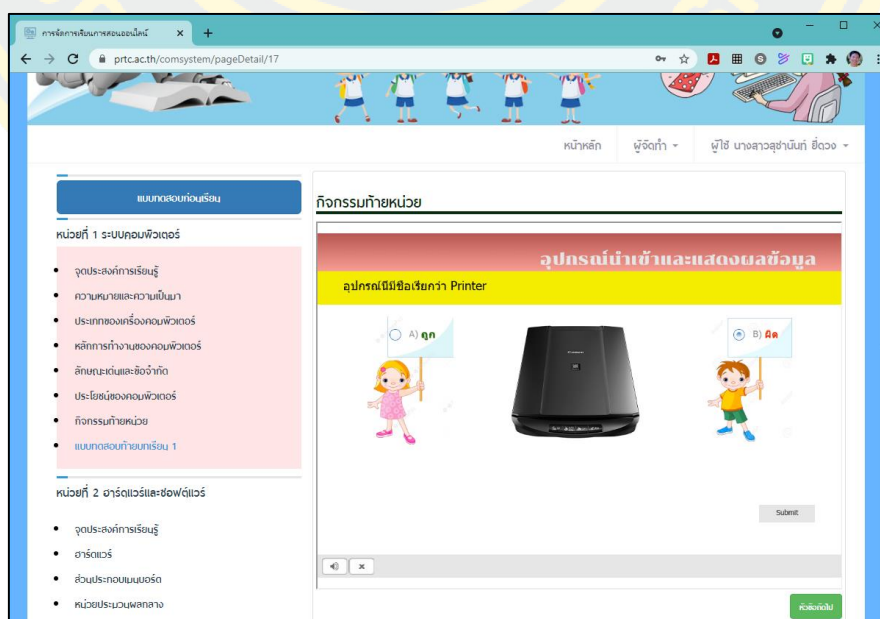 การจัดการเรียนการสอนออนไลน์
prtc.ac.th/comsystem/pageDetail/17
หน้าหลัก ผู้จัดทำ ผู้ใช้ นางสาวสุชานันท์ ยี่ดวง
แบบทดสอบก่อนเรียน
หน่วยที่ 1 ระบบคอมพิวเตอร์
จุดประสงค์การเรียนรู้
ความหมายและความเป็นมา
ประเภทของเครื่องคอมพิวเตอร์
หลักการทำงานของคอมพิวเตอร์
ลักษณะเด่นและข้อจำกัด
ประโยชน์ของคอมพิวเตอร์
กิจกรรมท้ายหน่วย
แบบทดสอบท้ายบทเรียน 1
หน่วยที่ 2 ฮาร์ดแวร์และซอฟต์แวร์
จุดประสงค์การเรียนรู้
ฮาร์ดแวร์
ส่วนประกอบเมนบอร์ด
หน่วยประมวนผลกลาง
กิจกรรมท้ายหน่วย
อุปกรณ์นำเข้าและแสดงผลข้อมูล
อุปกรณ์นี้มีชื่อเรียกว่า Printer
A) ถูก
B) ผิด
Submit
หัวข้อถัดไป